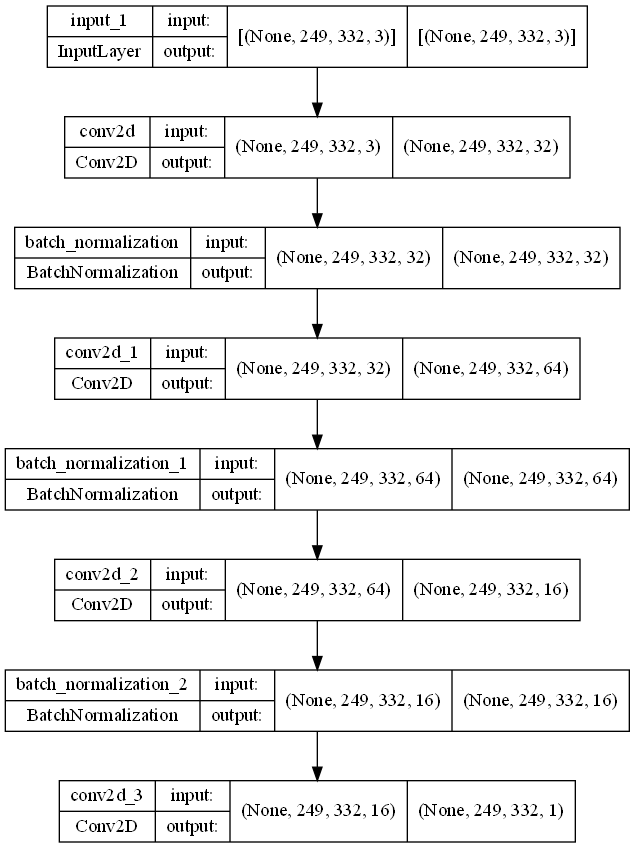 input_1 input: [(None, 249, 332, 3)] [(None, 249, 332, 3)]
InputLayer output:
conv2d input: (None, 249, 332, 3) (None, 249, 332, 32)
Conv2D output:
batch_normalization input: (None, 249, 332, 32) (None, 249, 332, 32)
BatchNormalization output:
conv2d_1 input: (None, 249, 332, 32) (None, 249, 332, 64)
Conv2D output:
batch_normalization_1 input: (None, 249, 332, 64) (None, 249, 332, 64)
BatchNormalization output:
conv2d_2 input: (None, 249, 332, 64) (None, 249, 332, 16)
Conv2D output:
batch_normalization_2 input: (None, 249, 332, 16) (None, 249, 332, 16)
BatchNormalization output:
conv2d_3 input: (None, 249, 332, 16) (None, 249, 332, 1)
Conv2D output: